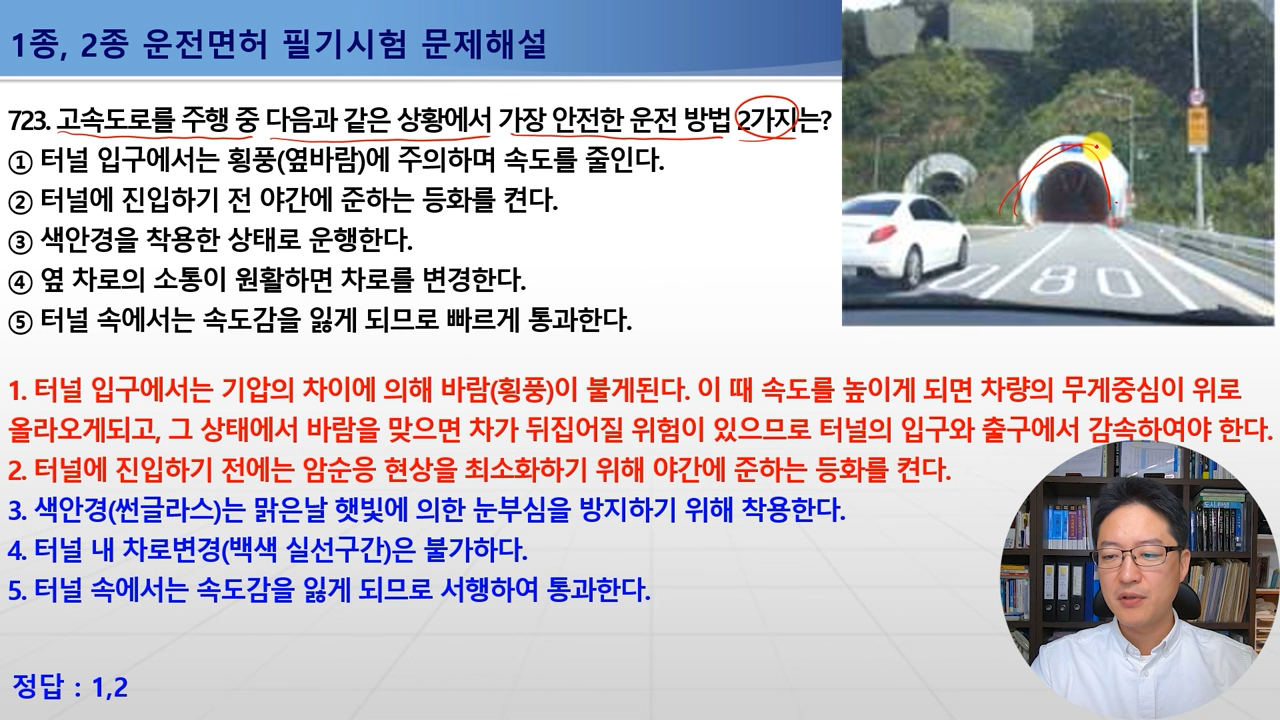 1종, 2종 운전면허 필기시험 문제해설
723. 고속도로를 주행 중 다음과 같은 상황에서 가장 안전한 운전 방법 2가지는?
① 터널 입구에서는 횡풍(옆바람)에 주의하며 속도를 줄인다.
② 터널에 진입하기 전 야간에 준하는 등화를 켠다.
③ 색안경을 착용한 상태로 운행한다.
④ 옆 차로의 소통이 원활하면 차로를 변경한다.
⑤ 터널 속에서는 속도감을 잃게 되므로 빠르게 통과한다.
80
1. 터널 입구에서는 기압의 차이에 의해 바람(횡풍)이 불게된다. 이 때 속도를 높이게 되면 차량의 무게중심이 위로
올라오게되고, 그 상태에서 바람을 맞으면 차가 뒤집어질 위험이 있으므로 터널의 입구와 출구에서 감속하여야 한다.
2. 터널에 진입하기 전에는 암순응 현상을 최소화하기 위해 야간에 준하는 등화를 켠다.
3. 색안경(썬글라스)는 맑은날 햇빛에 의한 눈부심을 방지하기 위해 착용한다.
4. 터널 내 차로변경(백색 실선구간)은 불가하다.
5. 터널 속에서는 속도감을 잃게 되므로 서행하여 통과한다.
정답 : 1,2